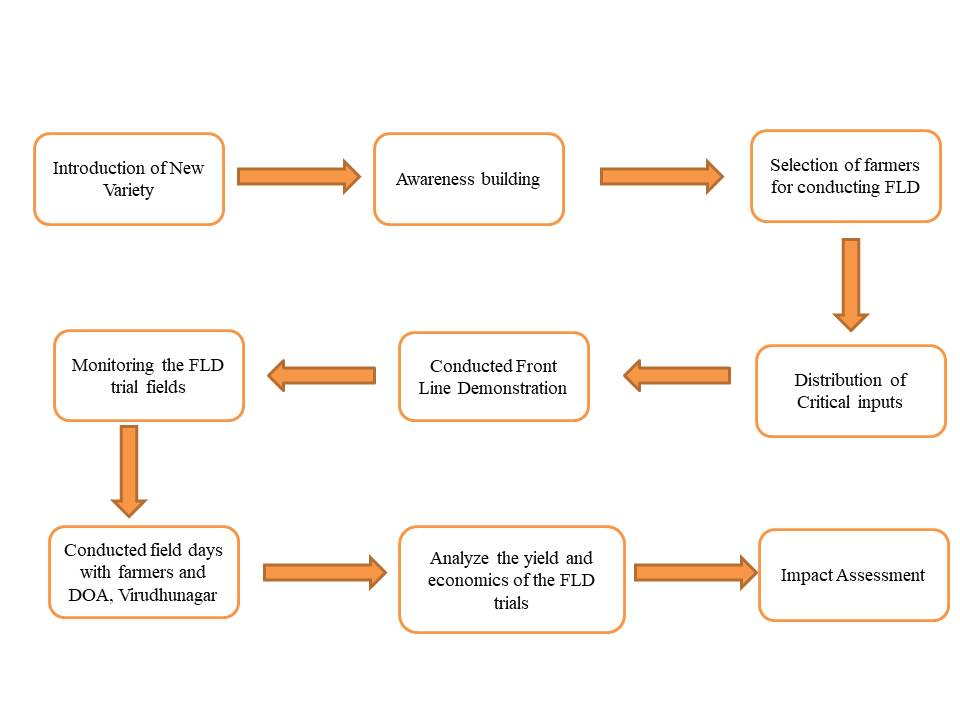 Introduction of New
Variety
Awareness building
Selection of farmers
for conducting FLD
Distribution of
Critical inputs
Conducted Front
Line Demonstration
Monitoring the FLD
trial fields
Conducted field days
with farmers and
DOA, Virudhunagar
Analyze the yield and
economics of the FLD
trials
Impact Assessment